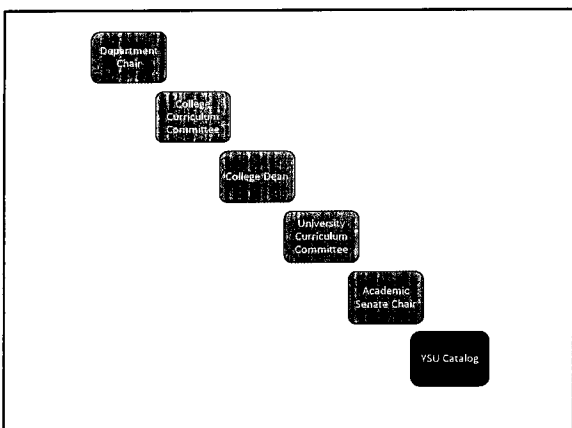 Department
Chair
College
Curriculum
Committee
College Dean
University
Curriculum
Committee
Academic
Senate Chair
YSU Catalog